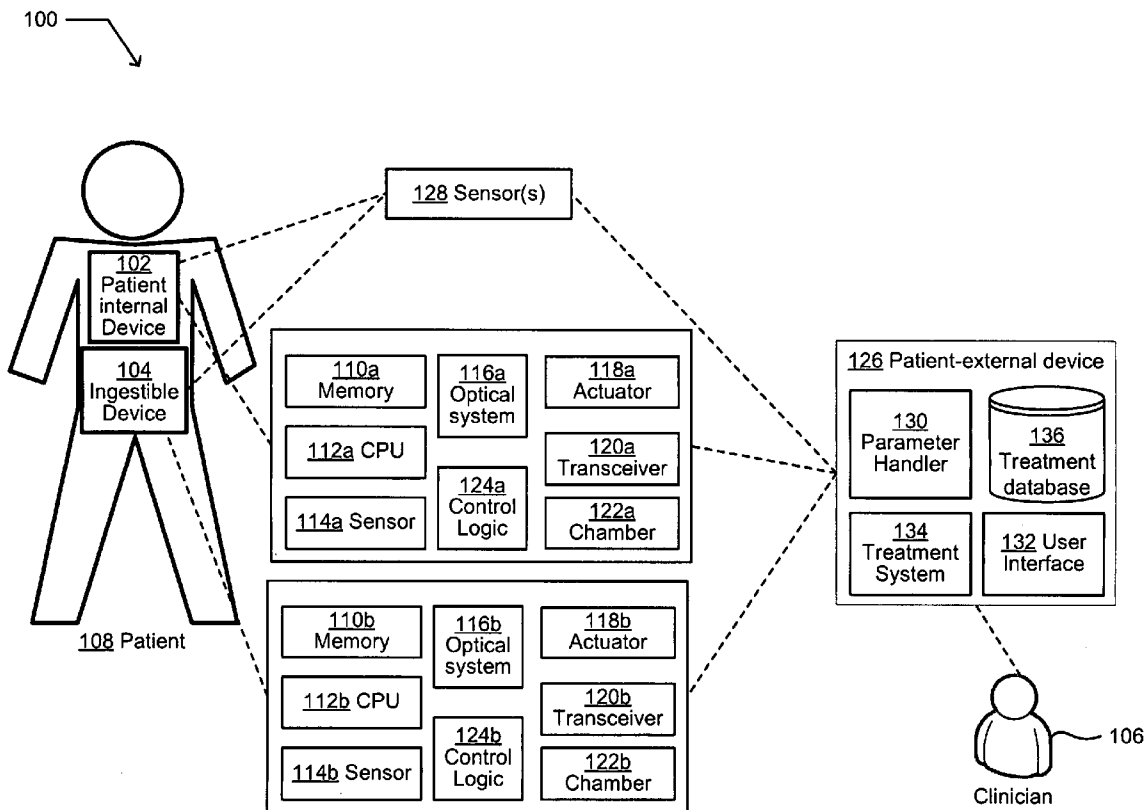 100
128 Sensor(s)
102
Patient
internal
Device
104
Ingestible
Device
108 Patient
110a
Memory
116a
Optical
system
118a
Actuator
112a CPU
120a
Transceiver
114a Sensor
124a
Control
Logic
122a
Chamber
110b
Memory
116b
Optical
system
118b
Actuator
112b CPU
120b
Transceiver
114b Sensor
124b
Control
Logic
122b
Chamber
126 Patient-external device
130
Parameter
Handler
136
Treatment
database
134
Treatment
System
132 User
Interface
106
Clinician